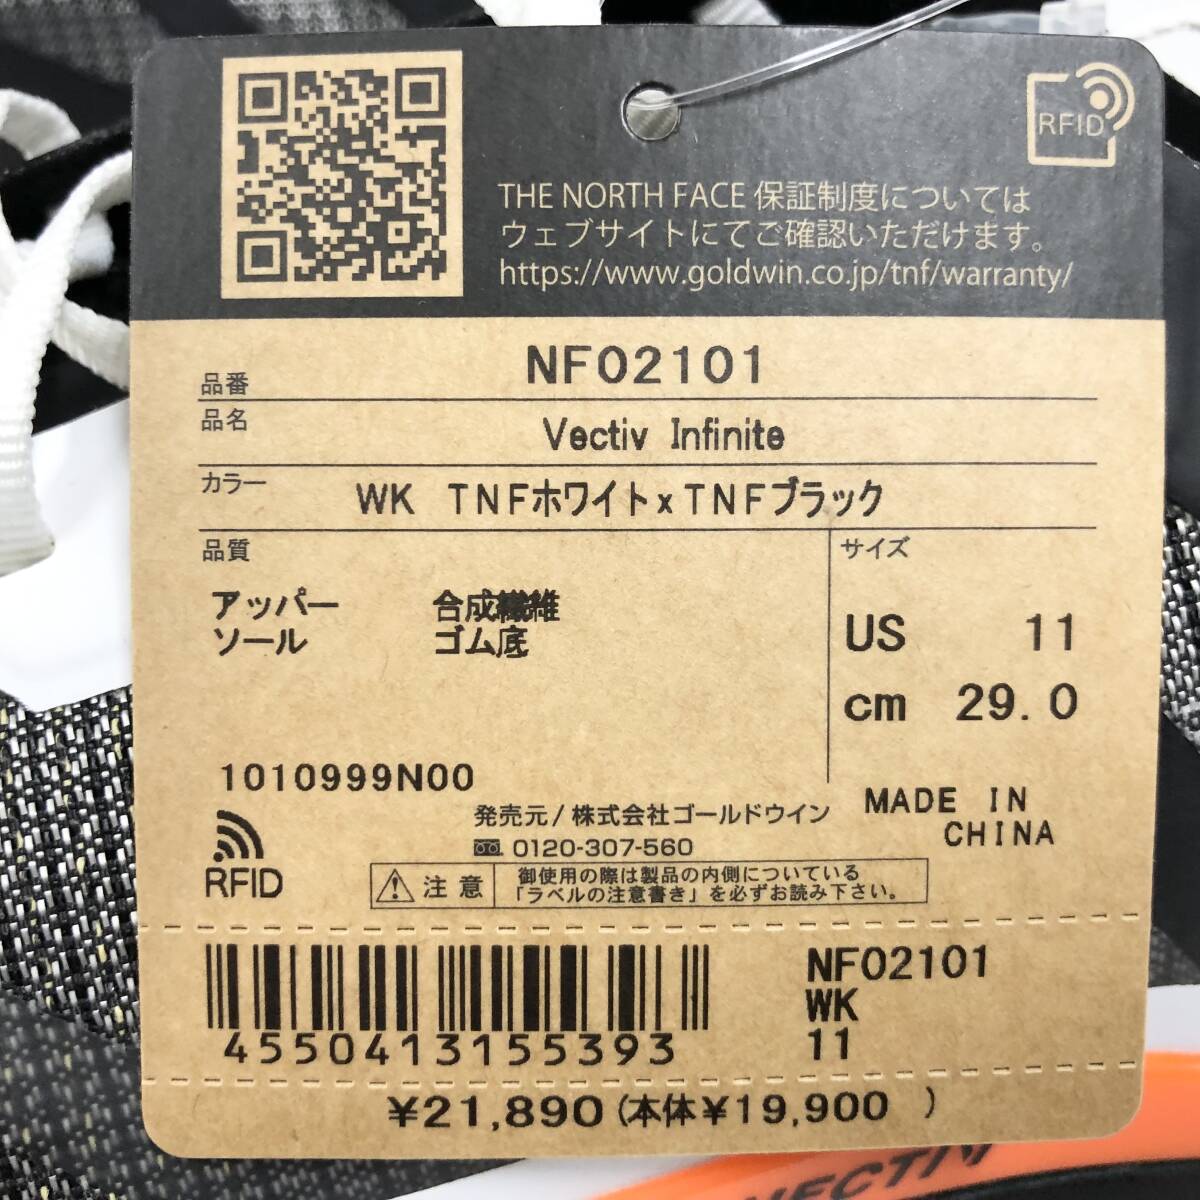 RFID
THE NORTH FACE 保証制度については
ウェブサイトにてご確認いただけます。
https://www.goldwin.co.jp/tnf/warranty/
品番 NF02101
品名 Vectiv Infinite
カラー WK TNFホワイトxTNFブラック
品質
アッパー 合成繊維
ソール ゴム底
サイズ
US 11
cm 29.0
1010999N00
MADE IN
CHINA
RFID
発売元/株式会社ゴールドウイン
0120-307-560
注意
御使用の際は製品の内側についている
「ラベルの注意書き」を必ずお読み下さい。
4550413155393
NF02101
WK
11
¥21,890(本体¥19,900 )
VECTIV